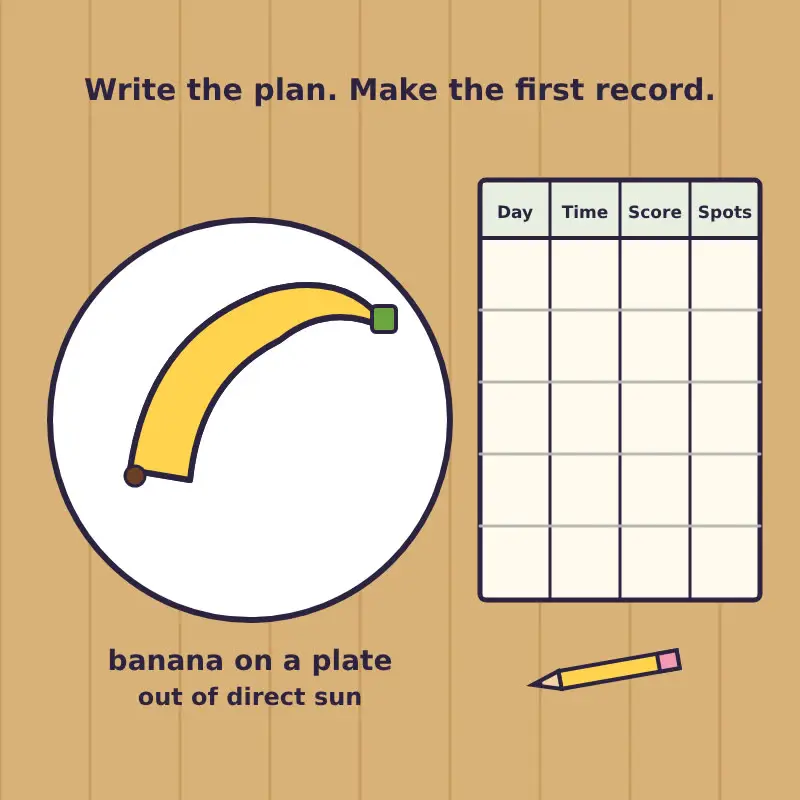 Write the plan. Make the first record.
Day Time Score Spots
banana on a plate
out of direct sun